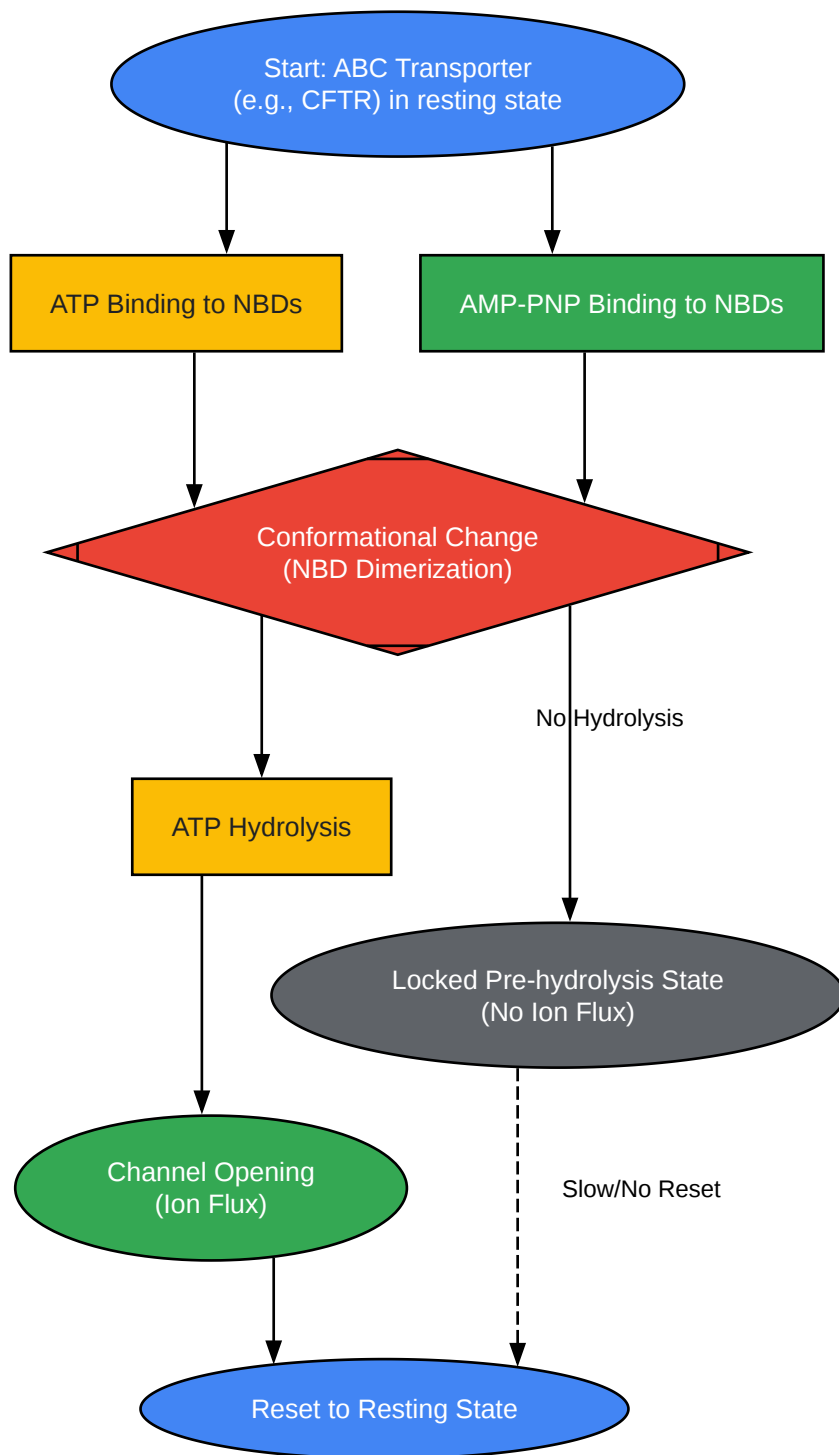 Start: ABC Transporter
(e.g., CFTR) in resting state
ATP Binding to NBDs
AMP-PNP Binding to NBDs
Conformational Change
(NBD Dimerization)
No Hydrolysis
ATP Hydrolysis
Locked Pre-hydrolysis State
(No Ion Flux)
Channel Opening
(Ion Flux)
Slow/No Reset
Reset to Resting State